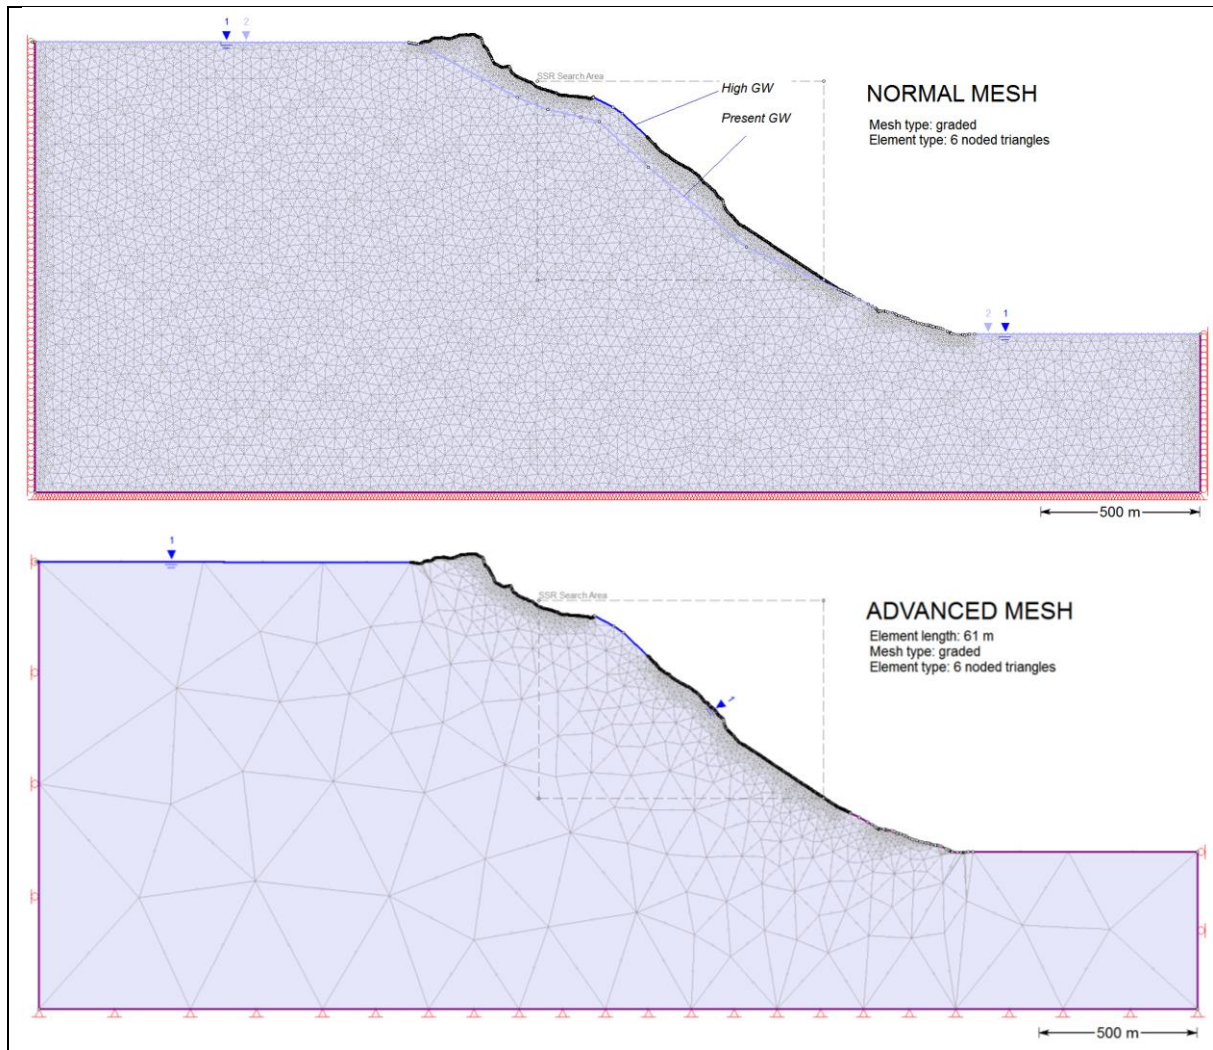 1 2
SSR Search Area
High GW
Present GW
NORMAL MESH
Mesh type: graded
Element type: 6 noded triangles
2 1
500 m
1
SSR Search Area
ADVANCED MESH
Element length: 61 m
Mesh type: graded
Element type: 6 noded triangles
1
500 m